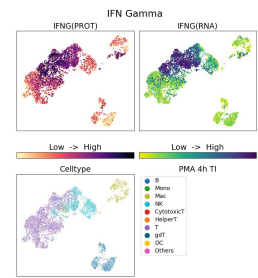 IFN Gamma
IFNG(PROT) IFNG(RNA)
Low -> High Low -> High
Celltype PMA 4h TI
B
Mono
Mac
NK
CytotoxicT
HelperT
T
gdT
DC
Others